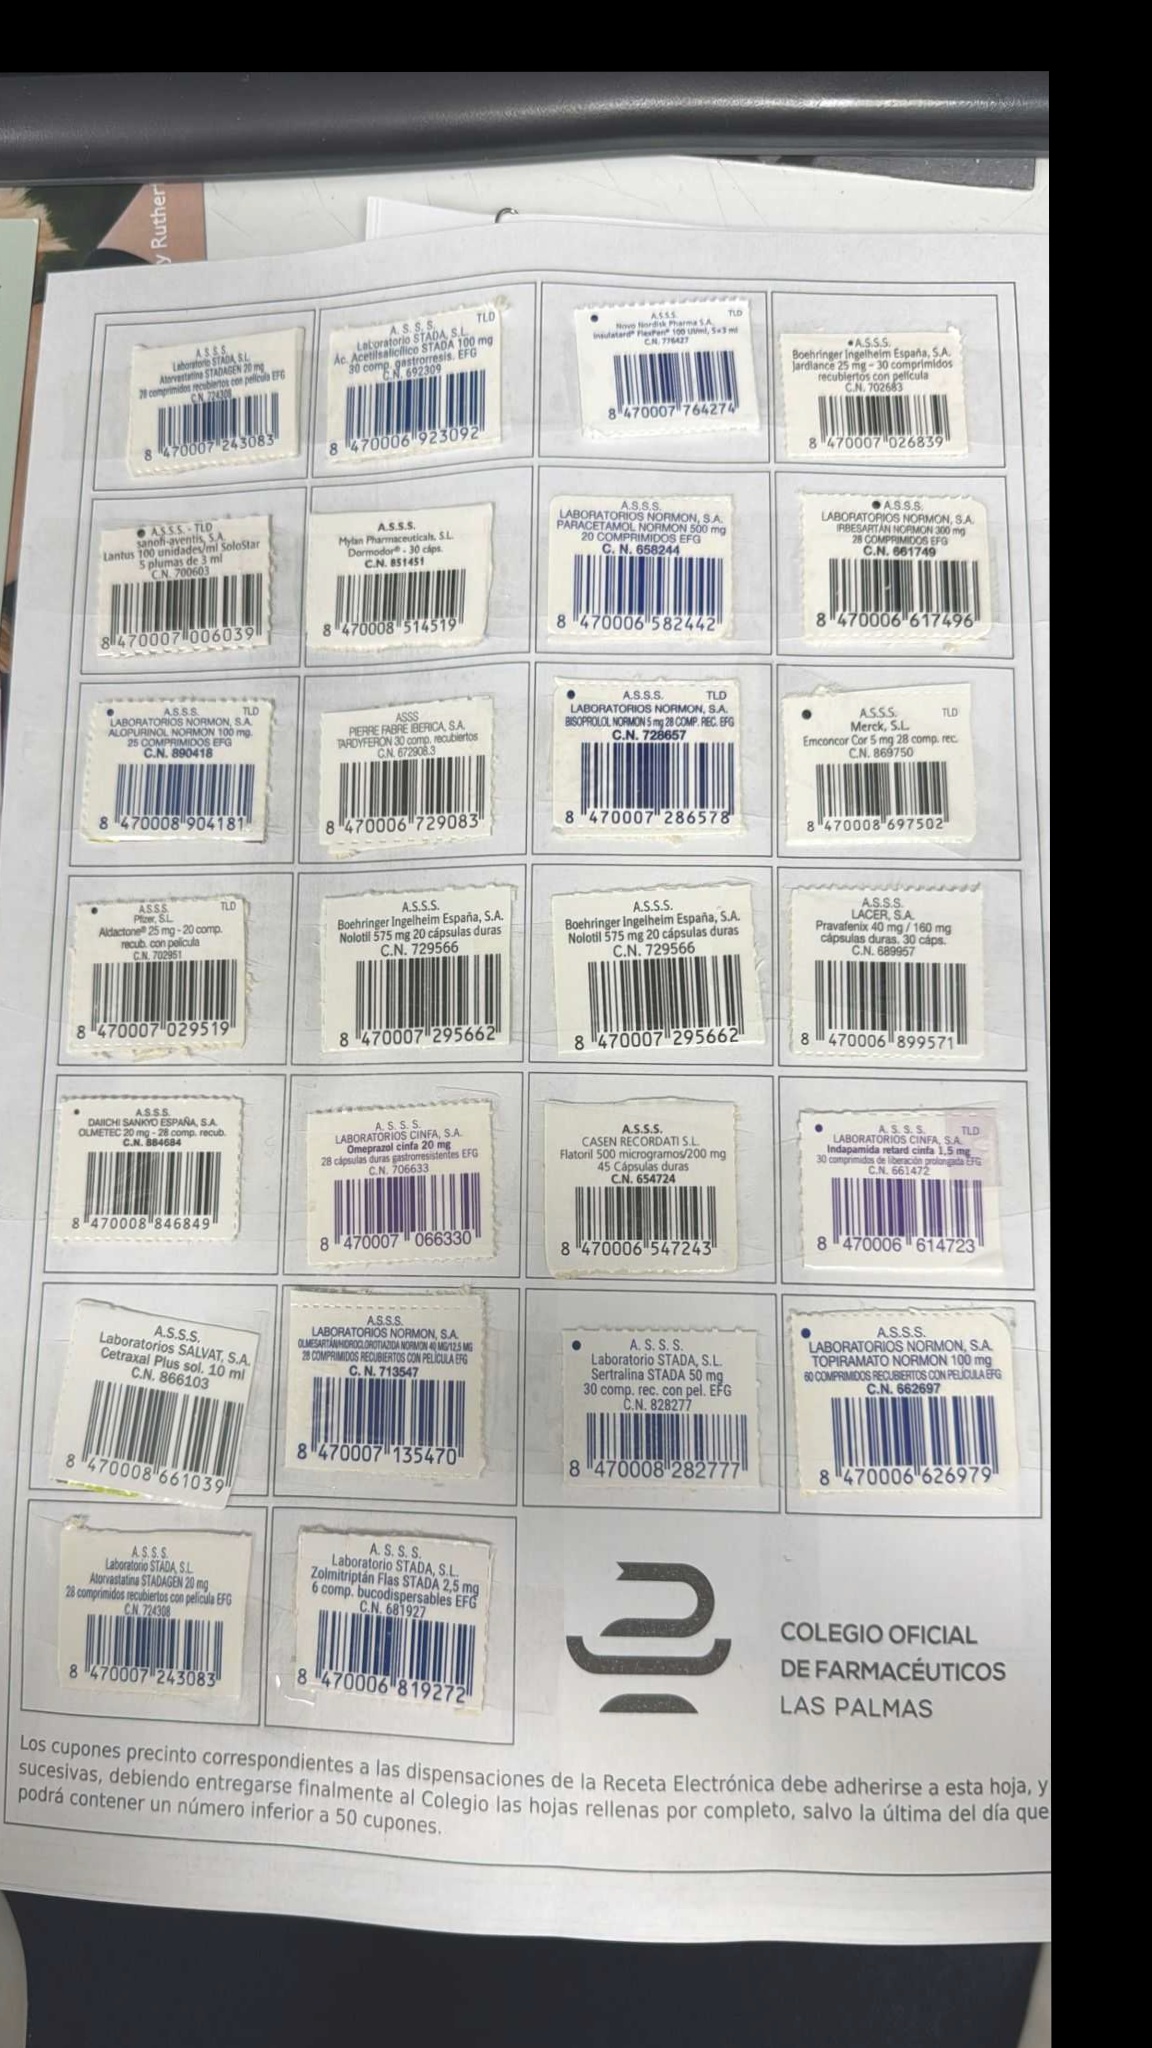 y Ruther
A.S.S.S.
Laboratorio STADA, S.L.
Atorvastatina STADAGEN 20 mg
28 comprimidos recubiertos con película EFG
C.N. 724308
8 470007 243083
A. S. S. S. TLD
Laboratorio STADA, S.L.
Ác. Acetilsalicílico STADA 100 mg
30 comp. gastrorresis. EFG
C.N. 692309
8 470006 923092
A.S.S.S. TLD
Novo Nordisk Pharma S.A.
Insulatard® FlexPen® 100 UI/ml, 5x3 ml
C.N. 776427
8 470007 764274
A.S.S.S.
Boehringer Ingelheim España, S.A.
Jardiance 25 mg - 30 comprimidos
recubiertos con película
C.N. 702683
8 470007 026839
A.S.S.S. - TLD
sanofi-aventis, S.A.
Lantus 100 unidades/ml SoloStar
5 plumas de 3 ml
C.N. 700603
8 470007 006039
A.S.S.S.
Mylan Pharmaceuticals, S.L.
Dormodor® - 30 cáps.
C.N. 851451
8 470008 514519
A.S.S.S.
LABORATORIOS NORMON, S.A.
PARACETAMOL NORMON 500 mg
20 COMPRIMIDOS EFG
C. N. 658244
8 470006 582442
A.S.S.S.
LABORATORIOS NORMON, S.A.
IRBESARTÁN NORMON 300 mg
28 COMPRIMIDOS EFG
C.N. 661749
8 470006 617496
A.S.S.S. TLD
LABORATORIOS NORMON, S.A.
ALOPURINOL NORMON 100 mg.
25 COMPRIMIDOS EFG
C.N. 890418
8 470008 904181
ASSS
PIERRE FABRE IBERICA, S.A.
TARDYFERON 30 comp. recubiertos
C.N. 672908.3
8 470006 729083
A.S.S.S. TLD
LABORATORIOS NORMON, S.A.
BISOPROLOL NORMON 5 mg 28 COMP. REC. EFG
C.N. 728657
8 470007 286578
A.S.S.S. TLD
Merck, S.L.
Emconcor Cor 5 mg 28 comp. rec.
C.N. 869750
8 470008 697502
A.S.S.S. TLD
Pfizer, S.L.
Aldactone® 25 mg - 20 comp.
recub. con película
C.N. 702951
8 470007 029519
A.S.S.S.
Boehringer Ingelheim España, S.A.
Nolotil 575 mg 20 cápsulas duras
C.N. 729566
8 470007 295662
A.S.S.S.
Boehringer Ingelheim España, S.A.
Nolotil 575 mg 20 cápsulas duras
C.N. 729566
8 470007 295662
A.S.S.S.
LACER, S.A.
Pravafenix 40 mg / 160 mg
cápsulas duras. 30 cáps.
C.N. 689957
8 470006 899571
A.S.S.S.
DAIICHI SANKYO ESPAÑA, S.A.
OLMETEC 20 mg - 28 comp. recub.
C.N. 884684
8 470008 846849
A. S. S. S.
LABORATORIOS CINFA, S.A.
Omeprazol cinfa 20 mg
28 cápsulas duras gastrorresistentes EFG
C.N. 706633
8 470007 066330
A.S.S.S.
CASEN RECORDATI S.L.
Flatoril 500 microgramos/200 mg
45 Cápsulas duras
C.N. 654724
8 470006 547243
A. S. S. S. TLD
LABORATORIOS CINFA, S.A.
Indapamida retard cinfa 1,5 mg
30 comprimidos de liberación prolongada EFG
C.N. 661472
8 470006 614723
A.S.S.S.
Laboratorios SALVAT, S.A.
Cetraxal Plus sol. 10 ml
C.N. 866103
8 470008 661039
A.S.S.S.
LABORATORIOS NORMON, S.A.
OLMESARTÁN/HIDROCLOROTIAZIDA NORMON 40 MG/12,5 MG
28 COMPRIMIDOS RECUBIERTOS CON PELÍCULA EFG
C. N. 713547
8 470007 135470
A. S. S. S.
Laboratorio STADA, S.L.
Sertralina STADA 50 mg
30 comp. rec. con pel. EFG
C.N. 828277
8 470008 282777
A.S.S.S.
LABORATORIOS NORMON, S.A.
TOPIRAMATO NORMON 100 mg
60 COMPRIMIDOS RECUBIERTOS CON PELÍCULA EFG
C.N. 662697
8 470006 626979
A.S.S.S.
Laboratorio STADA, S.L.
Atorvastatina STADAGEN 20 mg
28 comprimidos recubiertos con película EFG
C.N. 724308
8 470007 243083
A. S. S. S.
Laboratorio STADA, S.L.
Zolmitriptán Flas STADA 2,5 mg
6 comp. bucodispersables EFG
C.N. 681927
8 470006 819272
COLEGIO OFICIAL
DE FARMACÉUTICOS
LAS PALMAS
Los cupones precinto correspondientes a las dispensaciones de la Receta Electrónica debe adherirse a esta hoja, y
sucesivas, debiendo entregarse finalmente al Colegio las hojas rellenas por completo, salvo la última del día que
podrá contener un número inferior a 50 cupones.